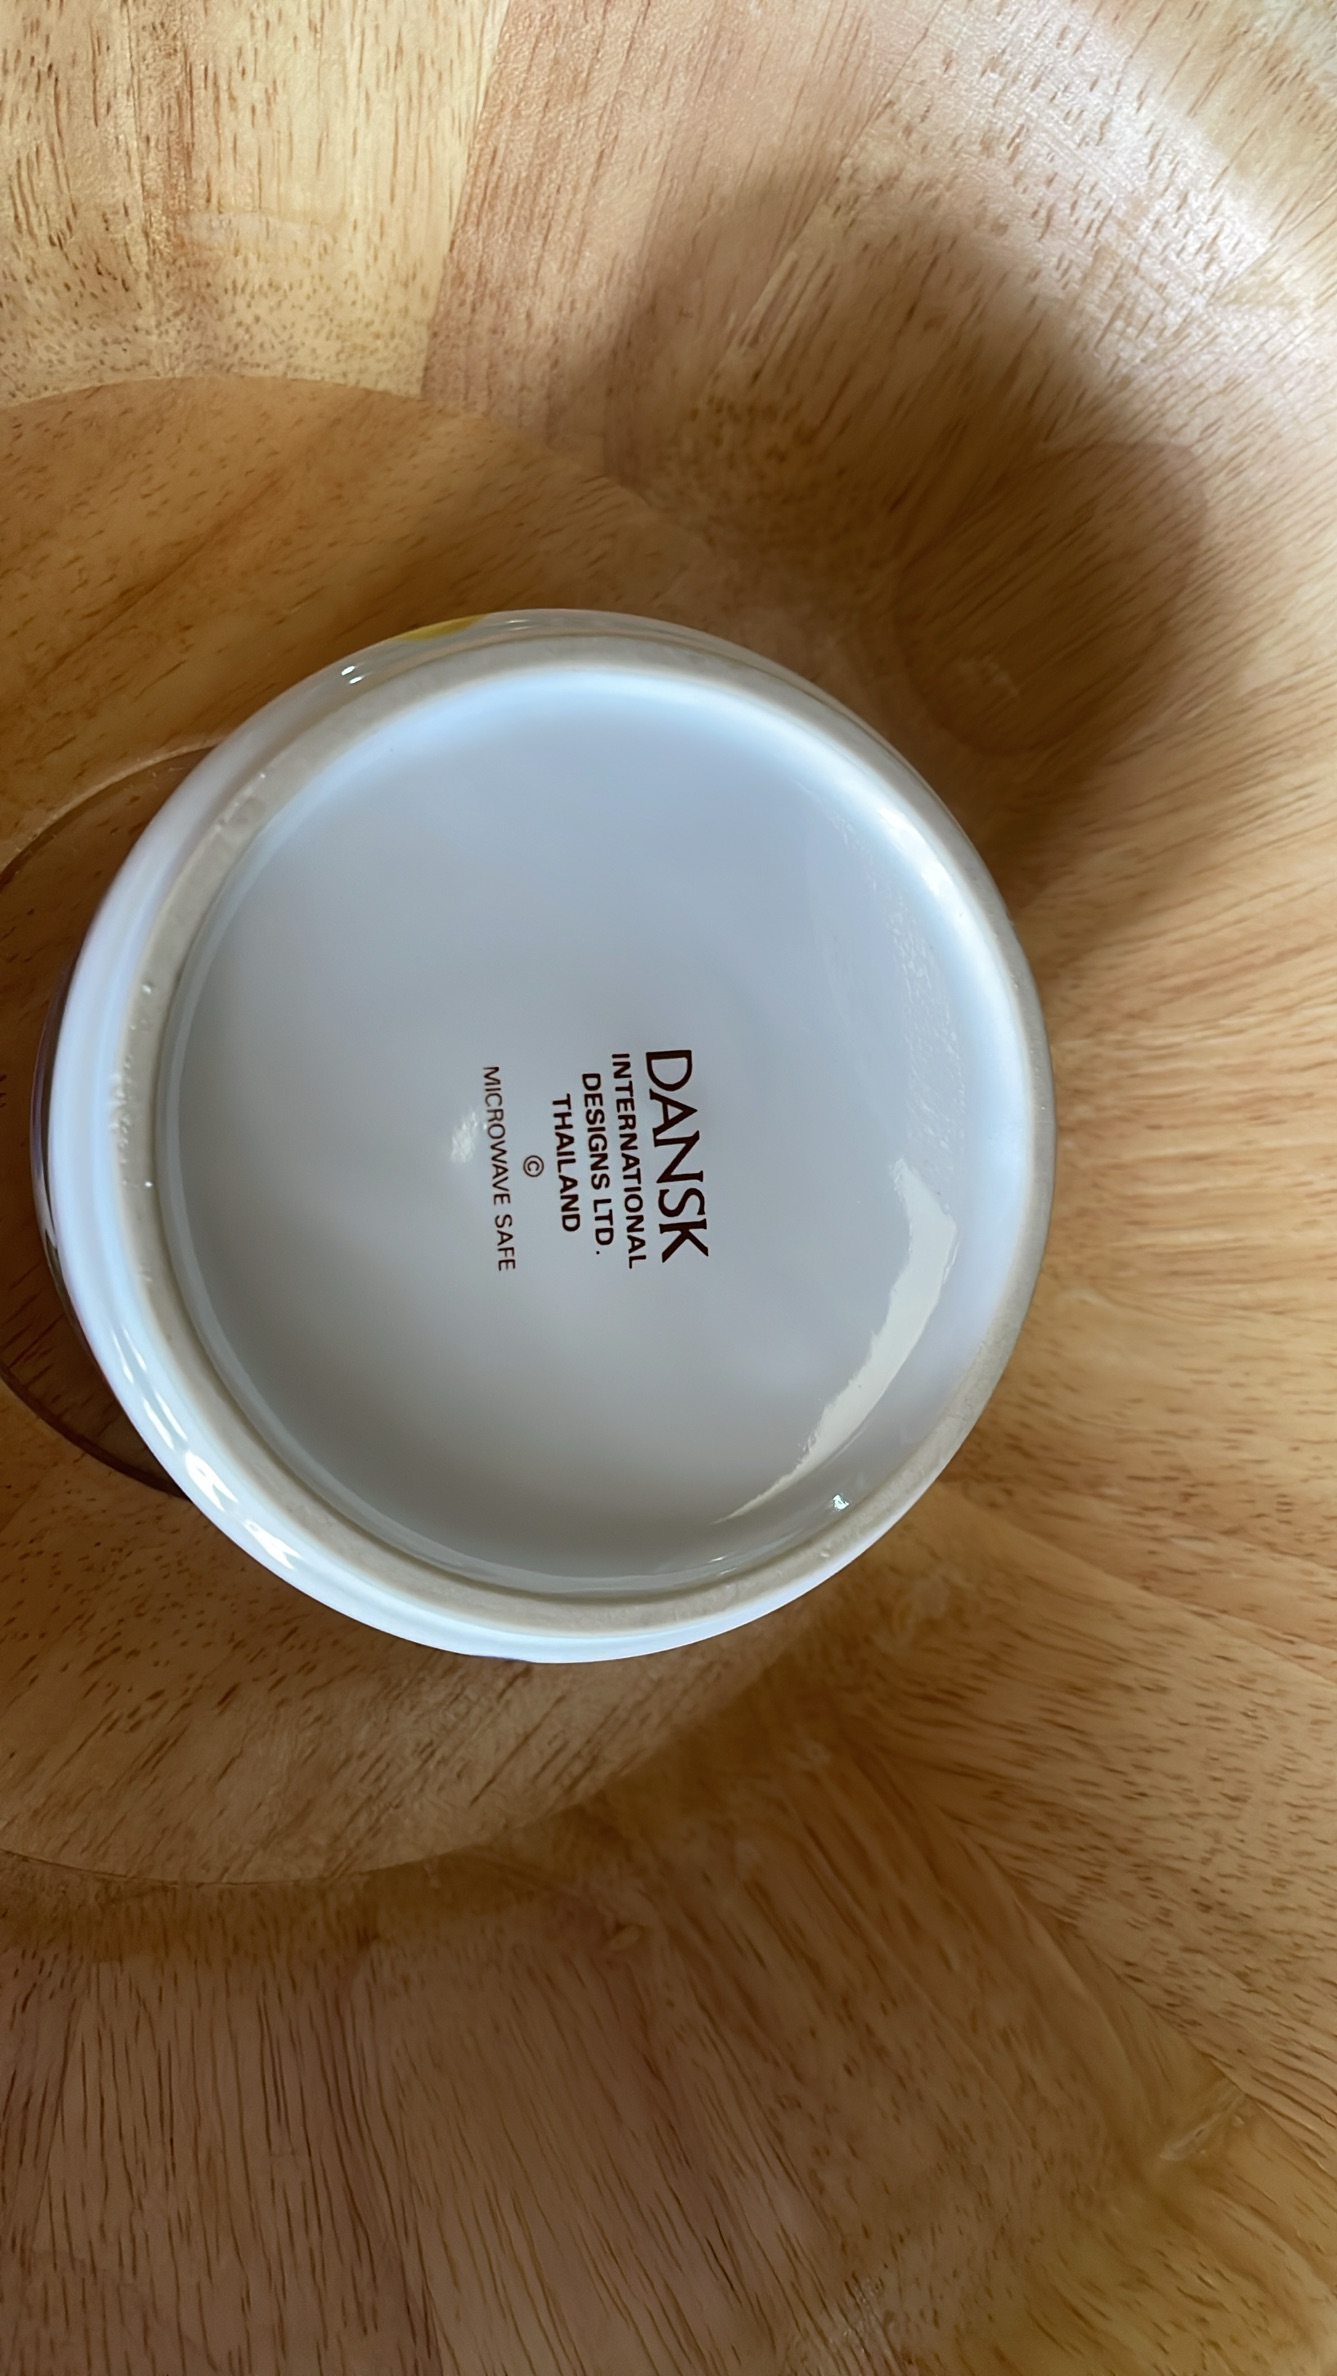 DANSK
INTERNATIONAL
DESIGNS LTD.
THAILAND
©
MICROWAVE SAFE